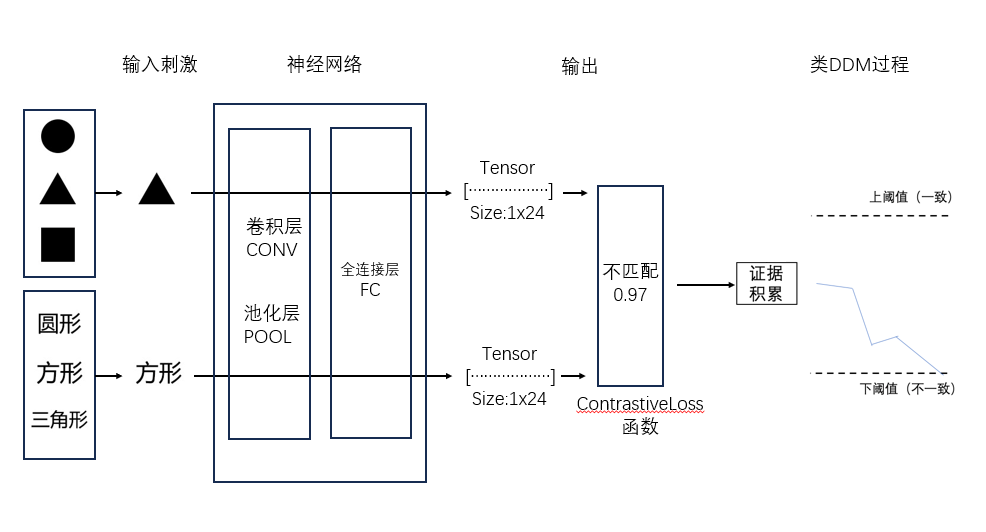 输入刺激
神经网络
输出
类DDM过程
圆形
方形
三角形
方形
卷积层
CONV
池化层
POOL
全连接层
FC
Tensor
[··················]
Size:1x24
Tensor
[··················]
Size:1x24
不匹配
0.97
ContrastiveLoss
函数
证据
积累
上阈值（一致）
下阈值（不一致）